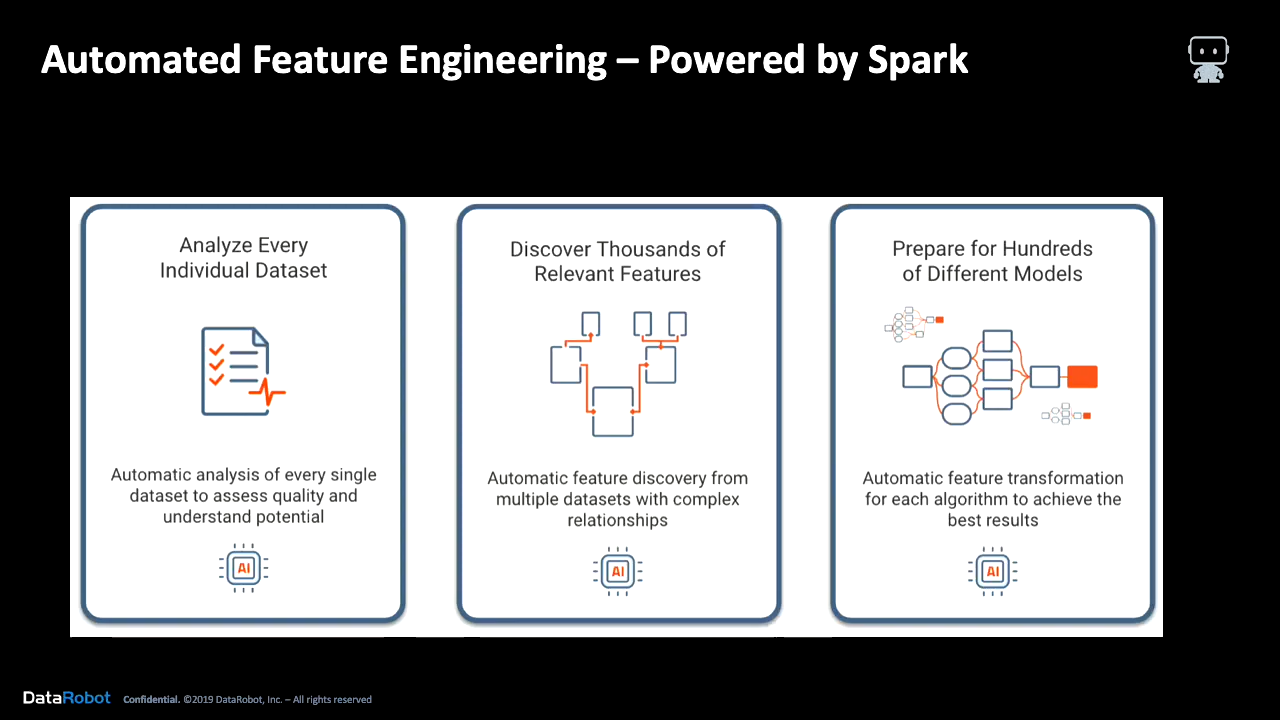 Automated Feature Engineering – Powered by Spark
Analyze Every
Individual Dataset
Automatic analysis of every single
dataset to assess quality and
understand potential
AI
Discover Thousands of
Relevant Features
Automatic feature discovery from
multiple datasets with complex
relationships
AI
Prepare for Hundreds
of Different Models
Automatic feature transformation
for each algorithm to achieve the
best results
AI
DataRobot Confidential. ©2019 DataRobot, Inc. – All rights reserved